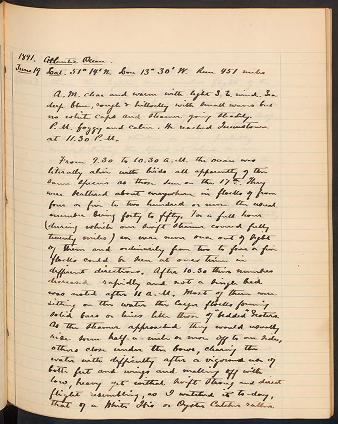 1891. Atlantic Ocean.
June 19 Lat. 51° 14' N. Lon 13° 30' W. Run 451 miles
A.M. clear and warm with light S. E. wind. Sea
deep blue, rough & billowy with small waves but
no white caps and steamer going steadily.
P.M. foggy and calm. We reached Queenstown
at 11.30 P.M.
From 9.30 to 10.30 A.M. the ocean was
literally alive with birds all apparently of the
same species as those seen on the 17th. They
were scattered about everywhere in flocks of from
four or five to two hundred or more the usual
number being forty to fifty. For a full hour
(during which our swift steamer covered fully
twenty miles) we were never once out of sight
of them and ordinarily from two to four or five
flocks could be seen at once in
different directions. After 10.30 their numbers
decreased rapidly and not a single bird
was noted after 11 A.M. Most of them were
sitting on the water the larger flocks forming
solid bars or lines like those of "bedded" Scoters.
As the steamer approached they would usually
rise some half a mile or more off to our sides,
others close under the bows, clearing the
water with difficulty after a vigorous use of
both feet and wings and making off with
low, heavy yet swift strong and direct
flight resembling, as I watched it to-day,
that of a White Ibis or Oyster Catcher rather